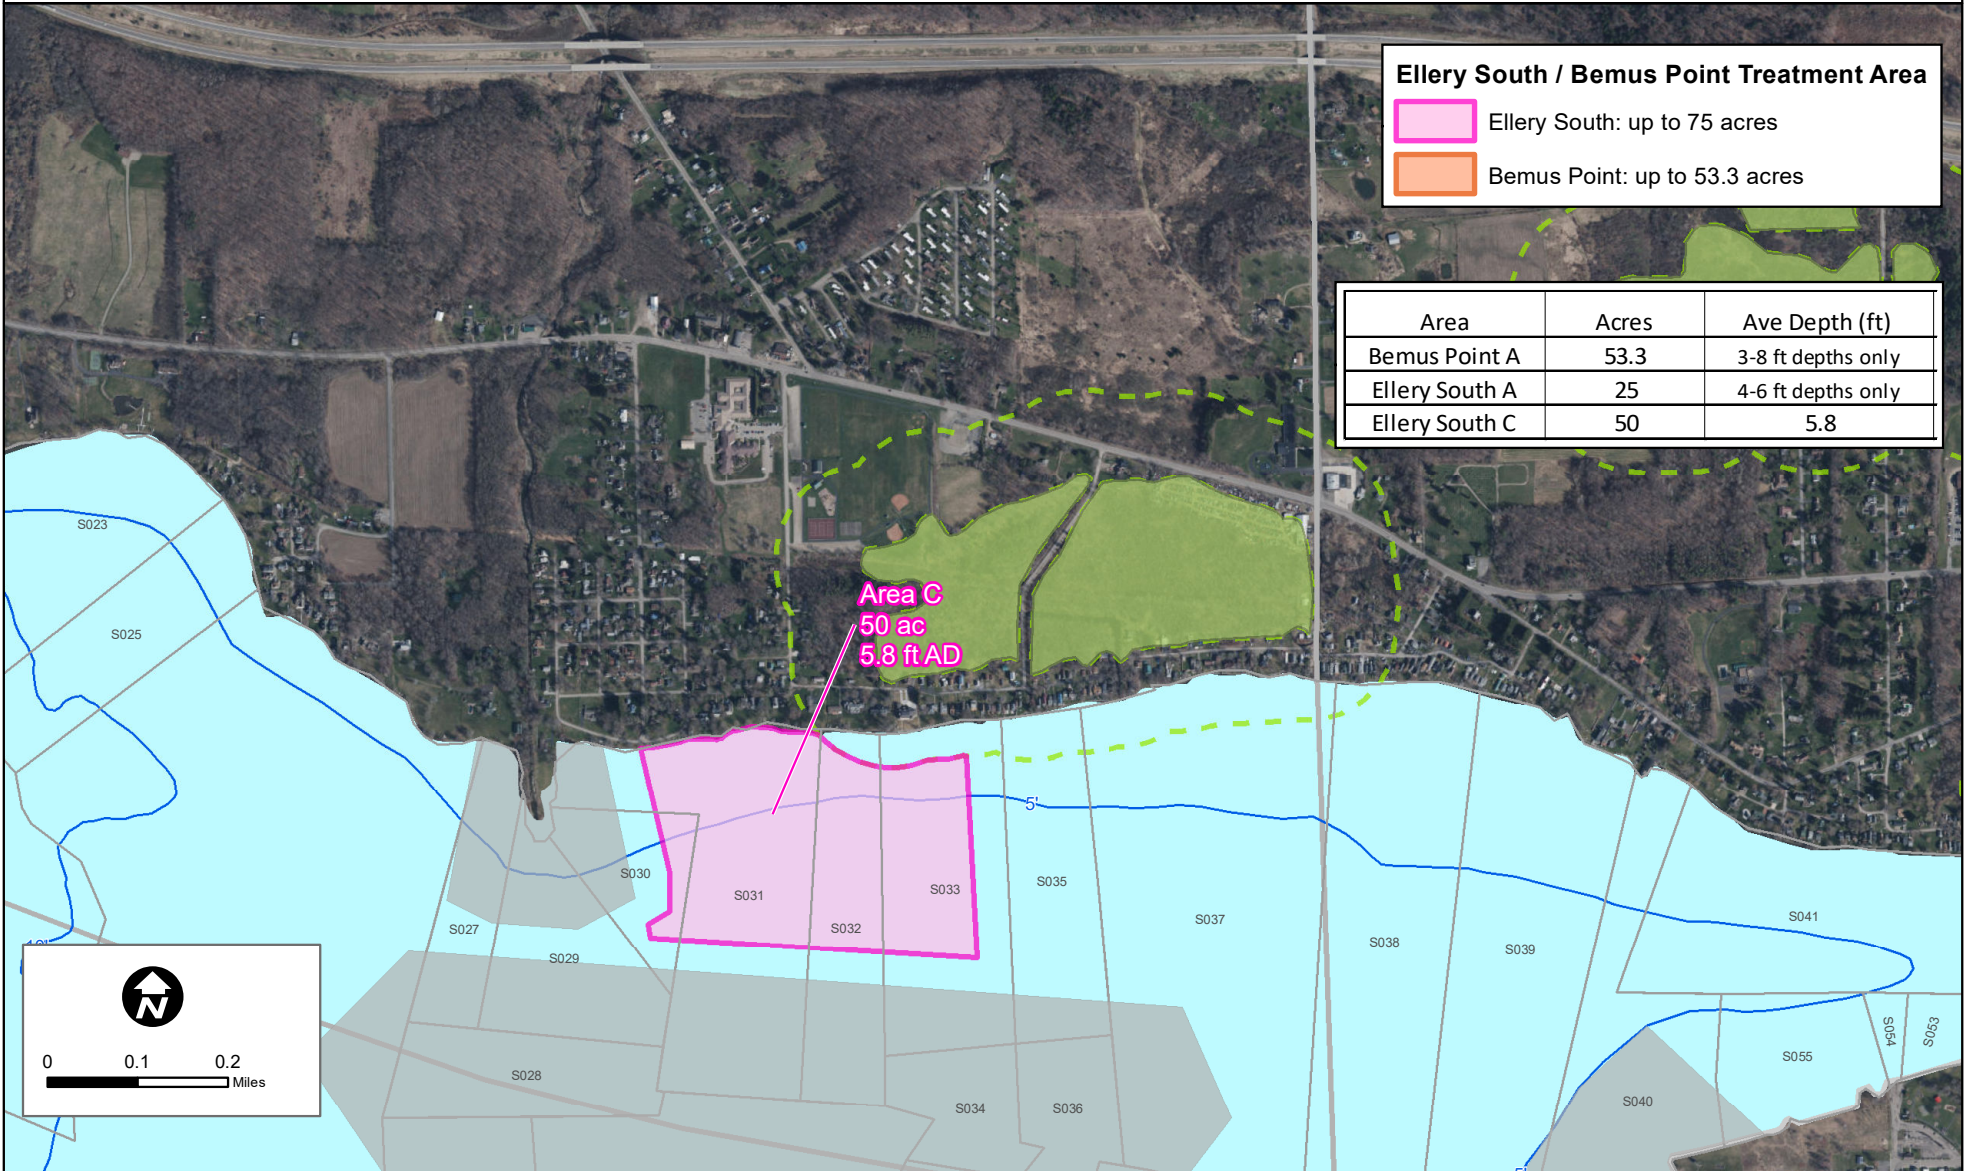 Ellery South / Bemus Point Treatment Area
Ellery South: up to 75 acres
Bemus Point: up to 53.3 acres
Area Acres Ave Depth (ft)
Bemus Point A 53.3 3-8 ft depths only
Ellery South A 25 4-6 ft depths only
Ellery South C 50 5.8
Area C
50 ac
5.8 ft AD
S023
S025
5'
S030
S031
S033
S035
S032
S037
S027
S029
S038
S039
S041
S028
S034
S036
S040
S055
S054
S053
10'
5'
N
0 0.1 0.2
Miles